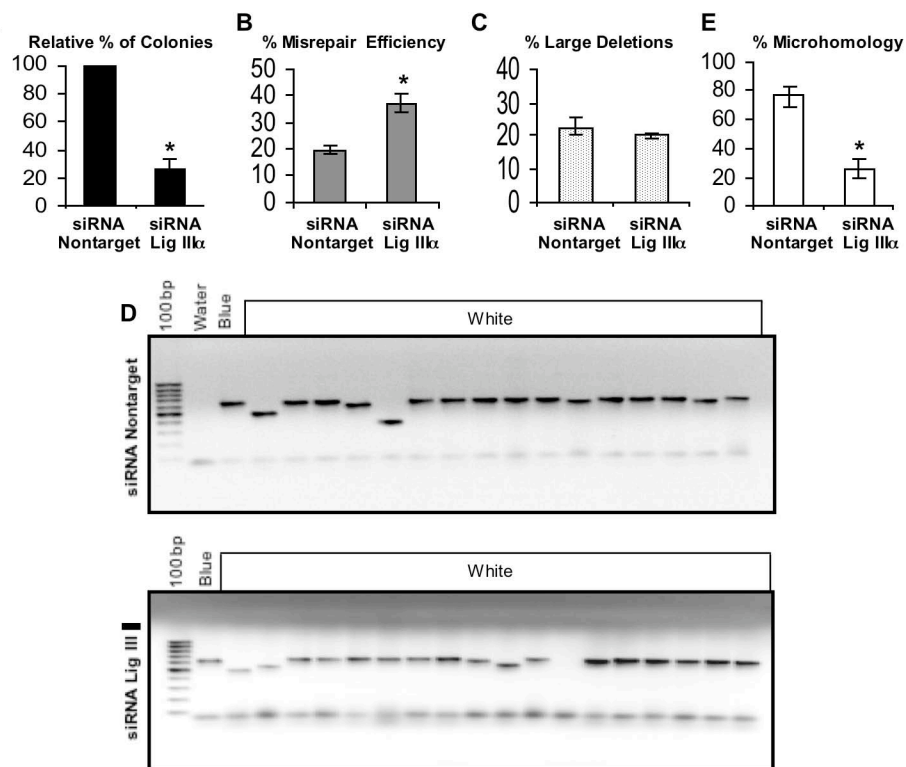 B
C
E
Relative % of Colonies
% Misrepair Efficiency
% Large Deletions
% Microhomology
100
80
60
40
20
0
*
siRNA Nontarget
siRNA Lig IIIα
50
40
30
20
10
0
*
siRNA Nontarget
siRNA Lig IIIα
40
30
20
10
0
siRNA Nontarget
siRNA Lig IIIα
100
80
60
40
20
0
*
siRNA Nontarget
siRNA Lig IIIα
D
100bp
Water
Blue
White
siRNA Nontarget
100bp
Blue
White
siRNA Lig III